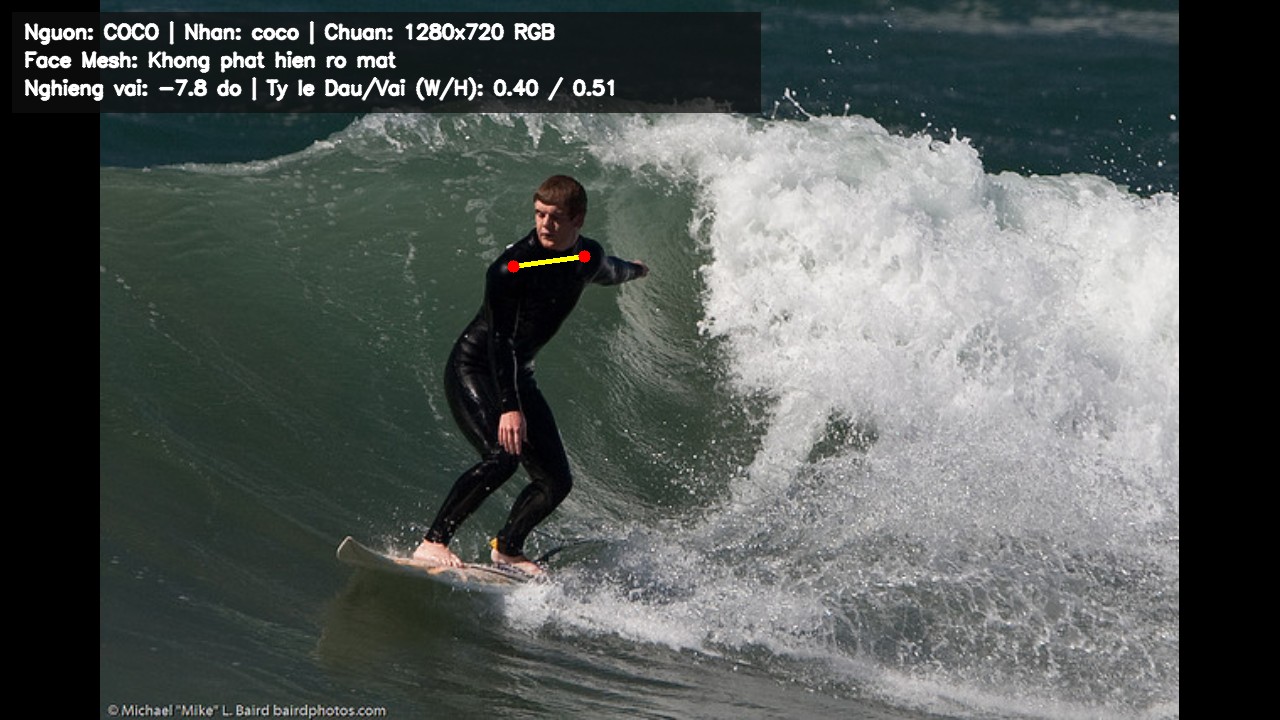 Nguon: COCO | Nhan: coco | Chuan: 1280x720 RGB
Face Mesh: Khong phat hien ro mat
Nghieng vai: -7.8 do | Ty le Dau/Vai (W/H): 0.40 / 0.51
© Michael "Mike" L. Baird bairdphotos.com